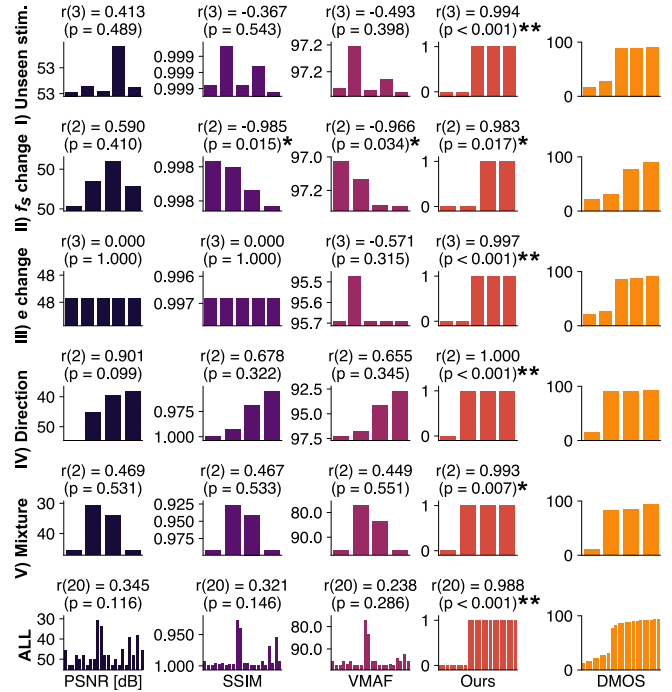 r(3) = 0.413 r(3) = -0.367 r(3) = -0.493 r(3) = 0.994
(p = 0.489) (p = 0.543) (p = 0.398) (p < 0.001)**
I) Unseen stim.
53 0.999 97.2 1 100
53 0.999 97.2
0.999 0 0
r(2) = 0.590 r(2) = -0.985 r(2) = -0.966 r(2) = 0.983
(p = 0.410) (p = 0.015)* (p = 0.034)* (p = 0.017)*
II) fs change
50 0.998 97.0 1 100
50 0.998 97.2 0 0
r(3) = 0.000 r(3) = 0.000 r(3) = -0.571 r(3) = 0.997
(p = 1.000) (p = 1.000) (p = 0.315) (p < 0.001)**
III) e change
48 0.996 95.5 1 100
48 0.997 95.6
95.7 0 0
r(2) = 0.901 r(2) = 0.678 r(2) = 0.655 r(2) = 1.000
(p = 0.099) (p = 0.322) (p = 0.345) (p < 0.001)**
IV) Direction
40 0.975 92.5 1 100
50 1.000 95.0
97.5 0 0
r(2) = 0.469 r(2) = 0.467 r(2) = 0.449 r(2) = 0.993
(p = 0.531) (p = 0.533) (p = 0.551) (p = 0.007)*
V) Mixture
30 0.925 80.0 1 100
40 0.950 90.0
0.975 0 0
r(20) = 0.345 r(20) = 0.321 r(20) = 0.238 r(20) = 0.988
(p = 0.116) (p = 0.146) (p = 0.286) (p < 0.001)**
ALL
40 0.950 80.0 1 100
50 1.000 90.0 0 0
PSNR [dB] SSIM VMAF Ours DMOS